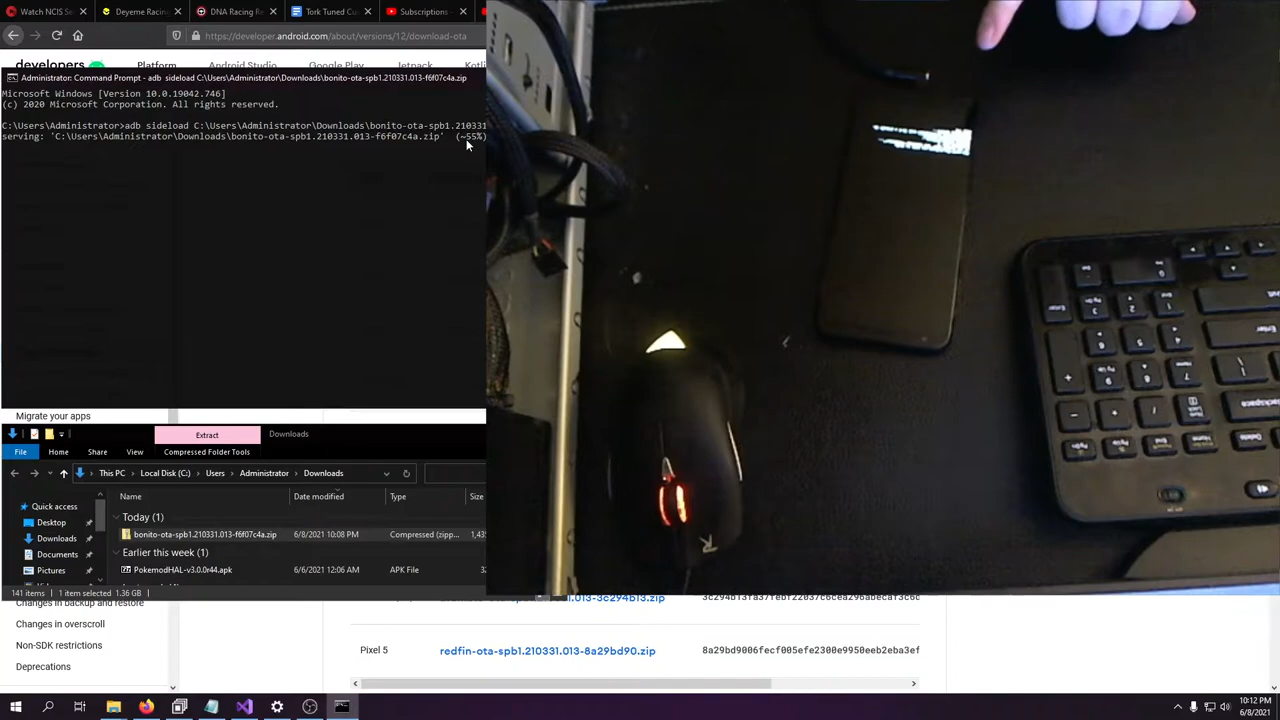 Watch NCIS S
Deyeme Racin
DNA Racing Re
Tork Tuned Cu
Subscriptions -
https://developer.android.com/about/versions/12/download-ota
developers
Platform
Android Studio
Google Play
Jetpack
Administrator: Command Prompt - adb sideload C:\Users\Administrator\Downloads\bonito-ota-spb1.210331.013-f6f07c4a.zip
Microsoft Windows [Version 10.0.19042.746]
(c) 2020 Microsoft Corporation. All rights reserved.
C:\Users\Administrator>adb sideload C:\Users\Administrator\Downloads\bonito-ota-spb1.210331
serving: 'C:\Users\Administrator\Downloads\bonito-ota-spb1.210331.013-f6f07c4a.zip' (~55%)
Migrate your apps
Extract
Downloads
File
Home
Share
View
Compressed Folder Tools
This PC
Local Disk (C:)
Users
Administrator
Downloads
Name
Date modified
Type
Size
Quick access
Desktop
Downloads
Documents
Pictures
Today (1)
bonito-ota-spb1.210331.013-f6f07c4a.zip
6/8/2021 10:08 PM
Compressed (zipp...
1,43
Earlier this week (1)
PokemodHAL-v3.0.0r44.apk
6/6/2021 12:06 AM
APK File
32
141 items
1 item selected 1.36 GB
Changes in backup and restore
Changes in overscroll
Non-SDK restrictions
Deprecations
.013-3c294b13.zip
Pixel 5
redfin-ota-spb1.210331.013-8a29bd90.zip
8a29bd9006fecf005efe2300e9950eeb2eba3ef
10:12 PM
6/8/2021